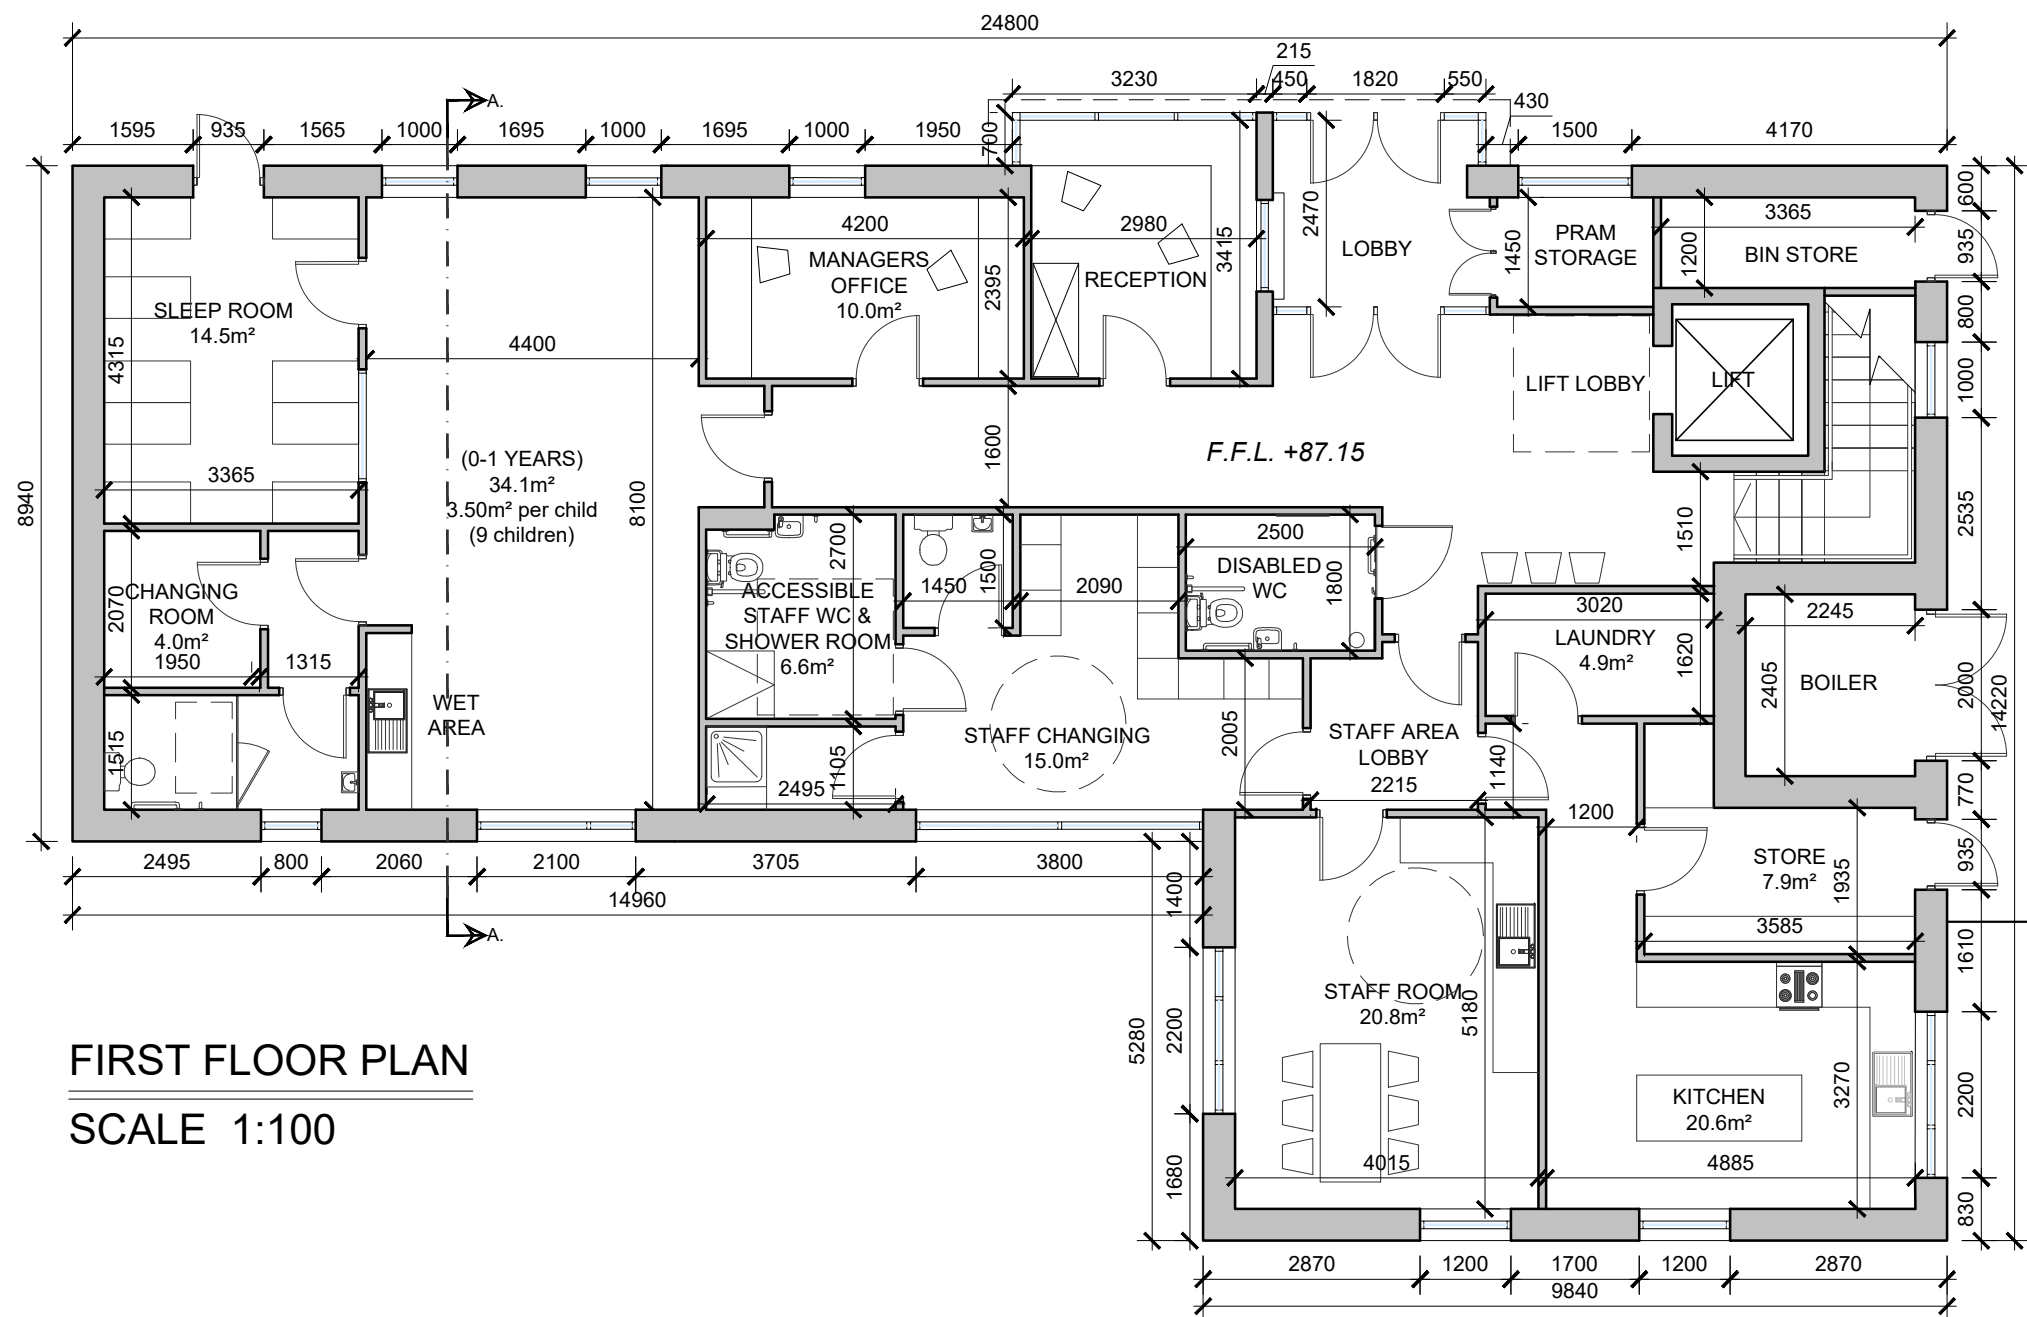 24800
215
3230
450
1820
550
430
A.
1595
935
1565
1000
1695
1000
1695
1000
1950
700
1500
4170
600
3365
4200
2980
2470
LOBBY
1450
PRAM
STORAGE
1200
BIN STORE
935
MANAGERS
OFFICE
10.0m²
2395
RECEPTION
3415
SLEEP ROOM
14.5m²
800
4315
4400
LIFT LOBBY
LIFT
1000
1600
F.F.L. +87.15
(0-1 YEARS)
34.1m²
3.50m² per child
(9 children)
3365
8100
8940
2535
1510
2700
1450
1500
2090
2500
DISABLED
WC
1800
CHANGING
ROOM
4.0m²
2070
1950
1315
ACCESSIBLE
STAFF WC &
SHOWER ROOM
6.6m²
3020
LAUNDRY
4.9m²
1620
2245
2405
BOILER
2000
14220
WET
AREA
1515
STAFF CHANGING
15.0m²
2005
STAFF AREA
LOBBY
2215
1140
1105
2495
1200
770
2495
800
2060
2100
3705
3800
14960
A.
1400
STORE
7.9m²
1935
935
3585
1610
STAFF ROOM
20.8m²
5180
5280
2200
FIRST FLOOR PLAN
SCALE 1:100
KITCHEN
20.6m²
3270
2200
4015
4885
1680
830
2870
1200
1700
1200
2870
9840